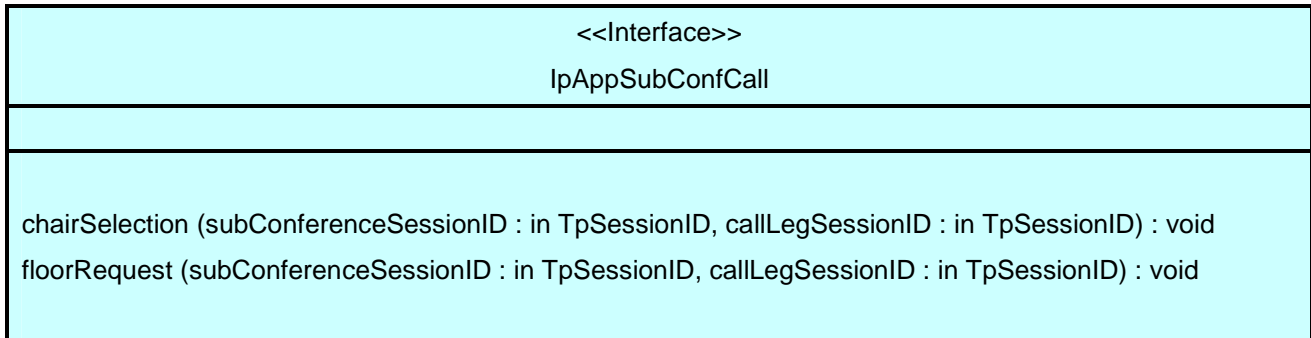 <<Interface>>
IpAppSubConfCall
chairSelection (subConferenceSessionID : in TpSessionID, callLegSessionID : in TpSessionID) : void
floorRequest (subConferenceSessionID : in TpSessionID, callLegSessionID : in TpSessionID) : void